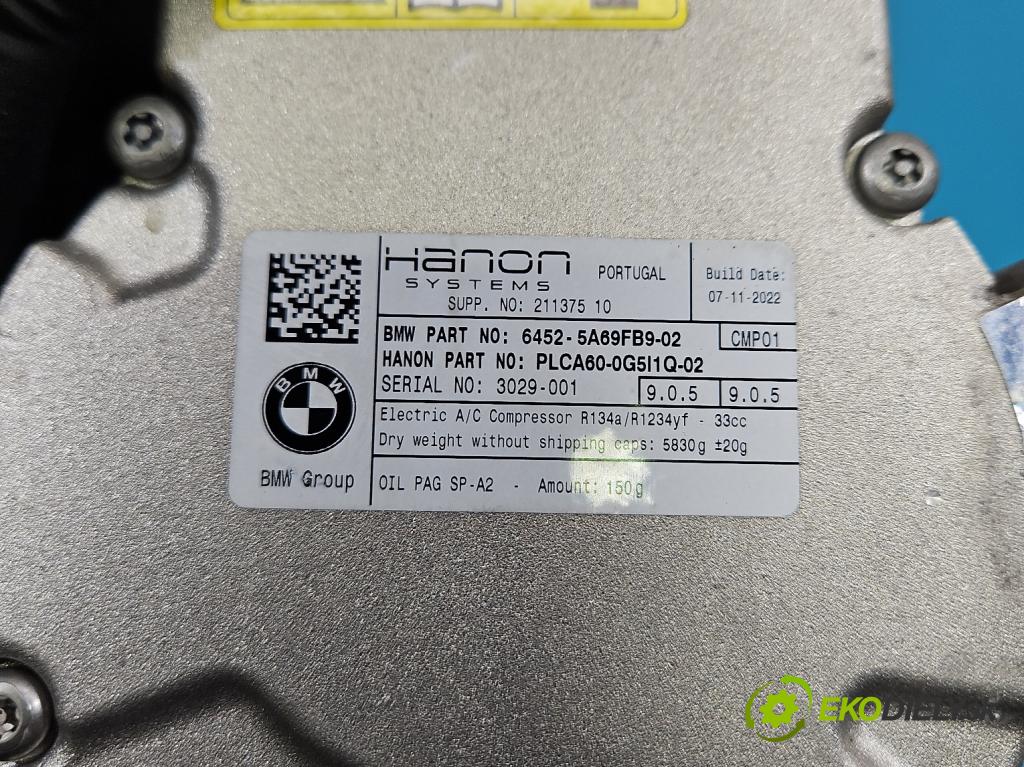 Hanon
SYSTEMS
PORTUGAL
SUPP. NO: 211375 10
Build Date:
07-11-2022
BMW PART NO: 6452-5A69FB9-02
CMP01
HANON PART NO: PLCA60-0G5I1Q-02
SERIAL NO: 3029-001
9.0.5
9.0.5
Electric A/C Compressor R134a/R1234yf - 33cc
Dry weight without shipping caps: 5830g ±20g
BMW
BMW Group
OIL PAG SP-A2 - Amount: 150g
EKODIELY.SK